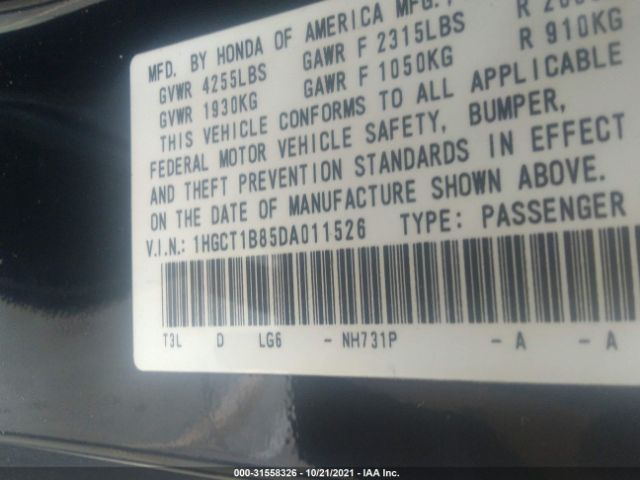 MFD. BY HONDA OF AMERICA MFG.,
GVWR 4255LBS GAWR F 2315LBS R
GVWR 1930KG GAWR F 1050KG R 910KG
THIS VEHICLE CONFORMS TO ALL APPLICABLE
FEDERAL MOTOR VEHICLE SAFETY, BUMPER,
AND THEFT PREVENTION STANDARDS IN EFFECT
ON THE DATE OF MANUFACTURE SHOWN ABOVE.
V.I.N.: 1HGCT1B85DA011526 TYPE: PASSENGER
T3L D LG6 - NH731P - A - A
000-31558326 - 10/21/2021 - IAA Inc.